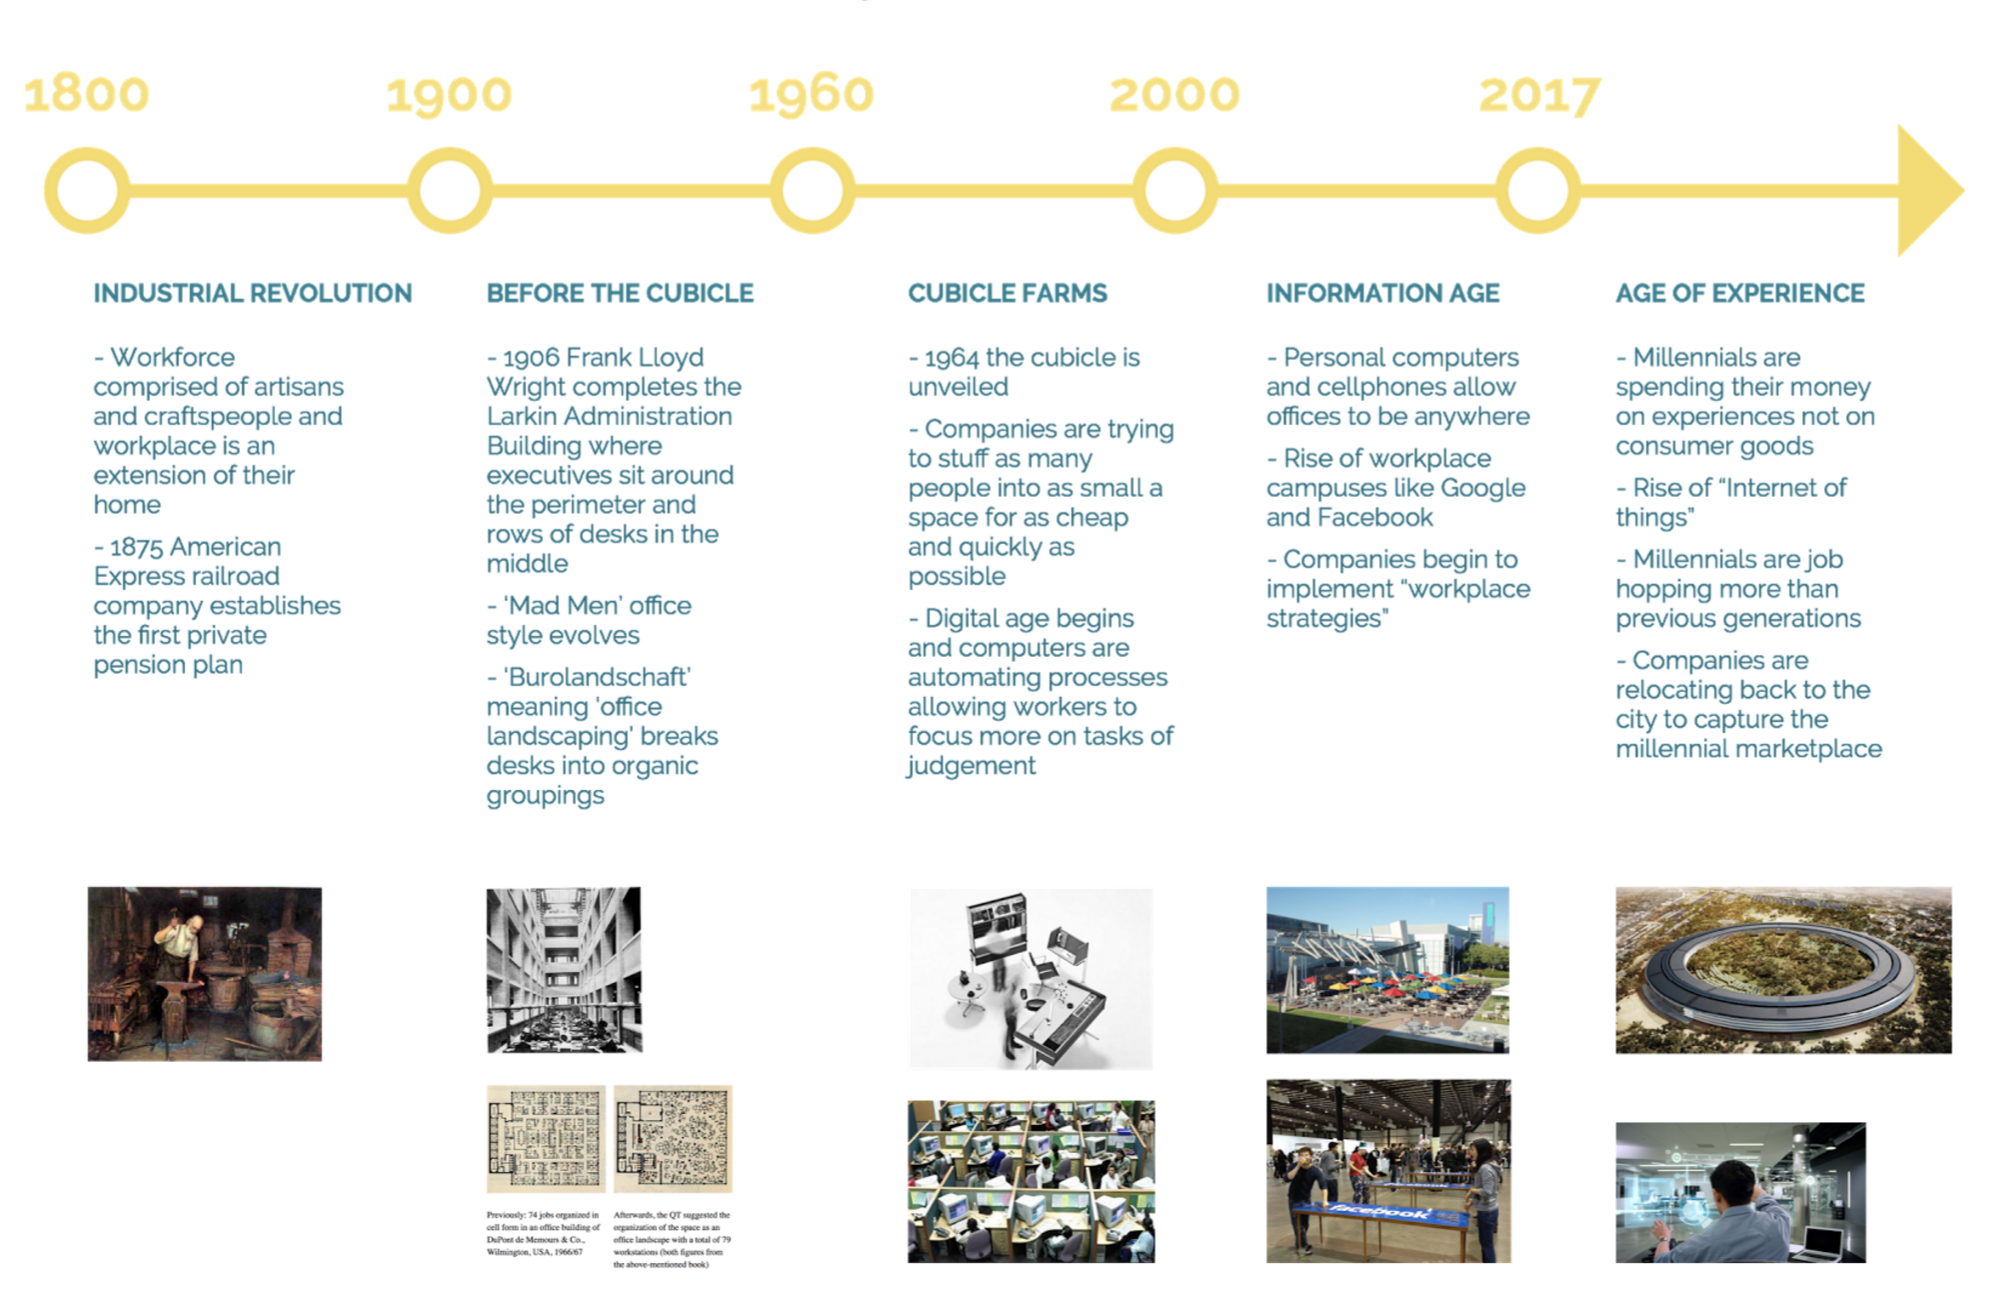 1800
1900
1960
2000
2017
INDUSTRIAL REVOLUTION
- Workforce
comprised of artisans
and craftspeople and
workplace is an
extension of their
home
- 1875 American
Express railroad
company establishes
the first private
pension plan
BEFORE THE CUBICLE
- 1906 Frank Lloyd
Wright completes the
Larkin Administration
Building where
executives sit around
the perimeter and
rows of desks in the
middle
- ‘Mad Men’ office
style evolves
- ‘Burolandschaft’
meaning 'office
landscaping' breaks
desks into organic
groupings
Previously: 74 jobs organized in
cell form in an office building of
DuPont de Memours & Co.,
Wilmington, USA, 1966/67
Afterwards, the QT suggested the
organization of the space as an
office landscape with a total of 79
workstations (both figures from
the above-mentioned book)
CUBICLE FARMS
- 1964 the cubicle is
unveiled
- Companies are trying
to stuff as many
people into as small a
space for as cheap
and quickly as
possible
- Digital age begins
and computers are
automating processes
allowing workers to
focus more on tasks of
judgement
INFORMATION AGE
- Personal computers
and cellphones allow
offices to be anywhere
- Rise of workplace
campuses like Google
and Facebook
- Companies begin to
implement “workplace
strategies”
facebook
AGE OF EXPERIENCE
- Millennials are
spending their money
on experiences not on
consumer goods
- Rise of “Internet of
things”
- Millennials are job
hopping more than
previous generations
- Companies are
relocating back to the
city to capture the
millennial marketplace